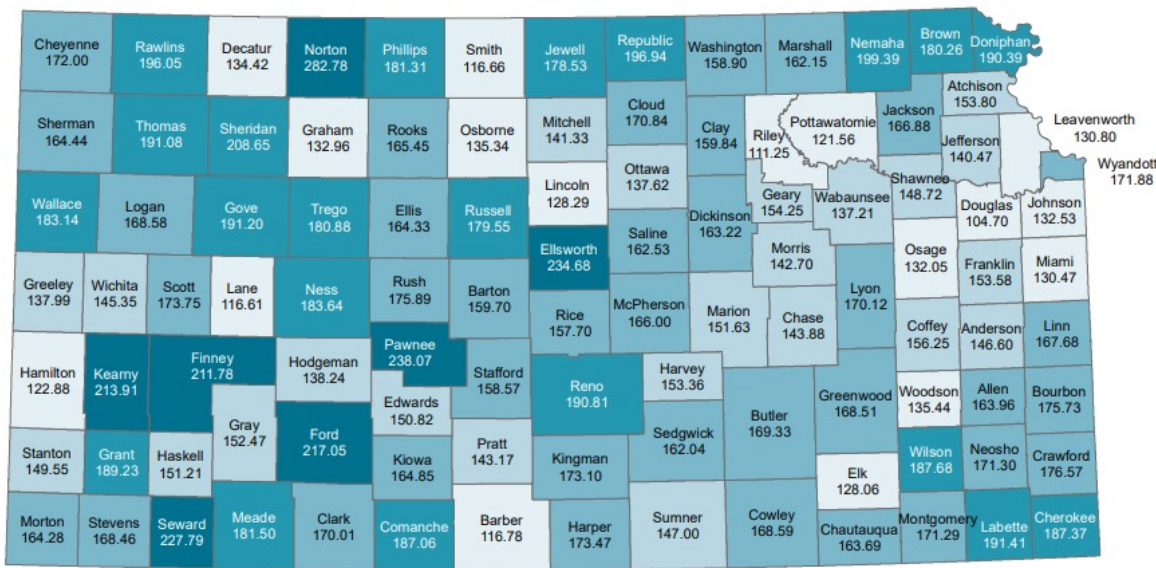 Cheyenne
172.00
Rawlins
196.05
Decatur
134.42
Norton
282.78
Phillips
181.31
Smith
116.66
Jewell
178.53
Republic
196.94
Washington
158.90
Marshall
162.15
Nemaha
199.39
Brown
180.26
Doniphan
190.39
Atchison
153.80
Sherman
164.44
Thomas
191.08
Sheridan
208.65
Graham
132.96
Rooks
165.45
Osborne
135.34
Mitchell
141.33
Cloud
170.84
Clay
159.84
Riley
111.25
Pottawatomie
121.56
Jackson
166.88
Jefferson
140.47
Leavenworth
130.80
Wyandott
171.88
Wallace
183.14
Logan
168.58
Gove
191.20
Trego
180.88
Ellis
164.33
Russell
179.55
Lincoln
128.29
Ottawa
137.62
Saline
162.53
Dickinson
163.22
Geary
154.25
Wabaunsee
137.21
Shawnee
148.72
Douglas
104.70
Johnson
132.53
Ellsworth
234.68
Morris
142.70
Osage
132.05
Franklin
153.58
Miami
130.47
Greeley
137.99
Wichita
145.35
Scott
173.75
Lane
116.61
Ness
183.64
Rush
175.89
Barton
159.70
Rice
157.70
McPherson
166.00
Marion
151.63
Chase
143.88
Lyon
170.12
Coffey
156.25
Anderson
146.60
Linn
167.68
Hamilton
122.88
Kearny
213.91
Finney
211.78
Hodgeman
138.24
Pawnee
238.07
Stafford
158.57
Reno
190.81
Harvey
153.36
Butler
169.33
Greenwood
168.51
Woodson
135.44
Allen
163.96
Bourbon
175.73
Gray
152.47
Ford
217.05
Edwards
150.82
Stanton
149.55
Grant
189.23
Haskell
151.21
Kiowa
164.85
Pratt
143.17
Kingman
173.10
Sedgwick
162.04
Elk
128.06
Wilson
187.68
Neosho
171.30
Crawford
176.57
Morton
164.28
Stevens
168.46
Seward
227.79
Meade
181.50
Clark
170.01
Comanche
187.06
Barber
116.78
Harper
173.47
Sumner
147.00
Cowley
168.59
Chautauqua
163.69
Montgomery
171.29
Labette
191.41
Cherokee
187.37